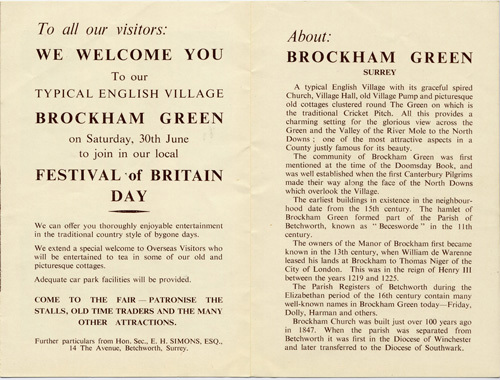 To all our visitors:
WE WELCOME YOU
To our
TYPICAL ENGLISH VILLAGE
BROCKHAM GREEN
on Saturday, 30th June
to join in our local
FESTIVAL of BRITAIN
DAY
We can offer you thoroughly enjoyable entertainment
in the traditional country style of bygone days.
We extend a special welcome to Overseas Visitors who
will be entertained to tea in some of our old and
picturesque cottages.
Adequate car park facilities will be provided.
COME TO THE FAIR—PATRONISE THE
STALLS, OLD TIME TRADERS AND THE MANY
OTHER ATTRACTIONS.
Further particulars from Hon. Sec., E. H. SIMONS, ESQ.,
14 The Avenue, Betchworth, Surrey.
About:
BROCKHAM GREEN
SURREY
A typical English Village with its graceful spired
Church, Village Hall, old Village Pump and picturesque
old cottages clustered round The Green on which is
the traditional Cricket Pitch. All this provides a
charming setting for the glorious view across the
Green and the Valley of the River Mole to the North
Downs; one of the most attractive aspects in a
County justly famous for its beauty.
The community of Brockham Green was first
mentioned at the time of the Doomsday Book, and
was well established when the first Canterbury Pilgrims
made their way along the face of the North Downs
which overlook the Village.
The earliest buildings in existence in the neighbour-
hood date from the 15th century. The hamlet of
Brockham Green formed part of the Parish of
Betchworth, known as "Becesworde" in the 11th
century.
The owners of the Manor of Brockham first became
known in the 13th century, when William de Warenne
leased his lands at Brockham to Thomas Niger of the
City of London. This was in the reign of Henry III
between the years 1219 and 1225.
The Parish Registers of Betchworth during the
Elizabethan period of the 16th century contain many
well-known names in Brockham Green today—Friday,
Dolly, Harman and others.
Brockham Church was built just over 100 years ago
in 1847. When the parish was separated from
Betchworth it was first in the Diocese of Winchester
and later transferred to the Diocese of Southwark.